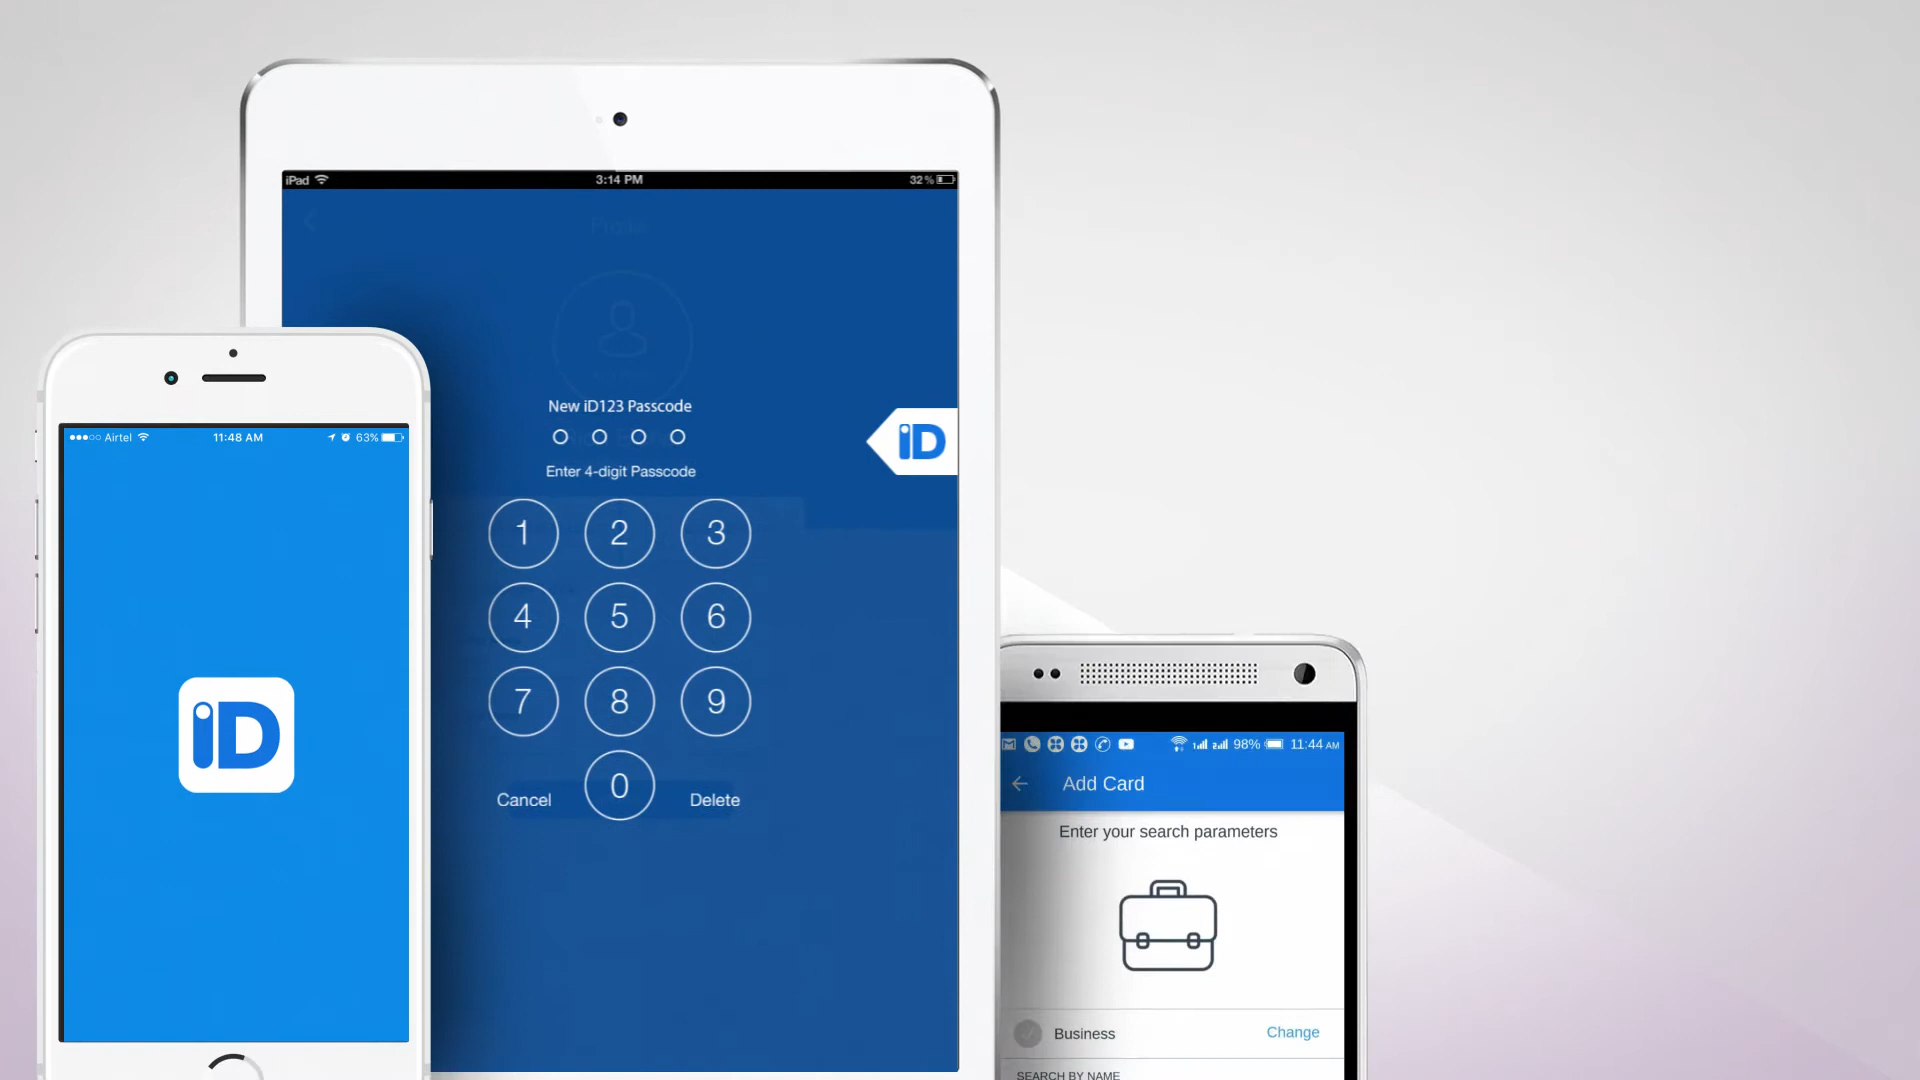 iPad 3:14 PM 32%
New iD123 Passcode
Enter 4-digit Passcode
iD
1 2 3
4 5 6
7 8 9
Cancel 0 Delete
Airtel 11:48 AM 63%
iD
98% 11:44 AM
Add Card
Enter your search parameters
Business Change
SEARCH BY NAME